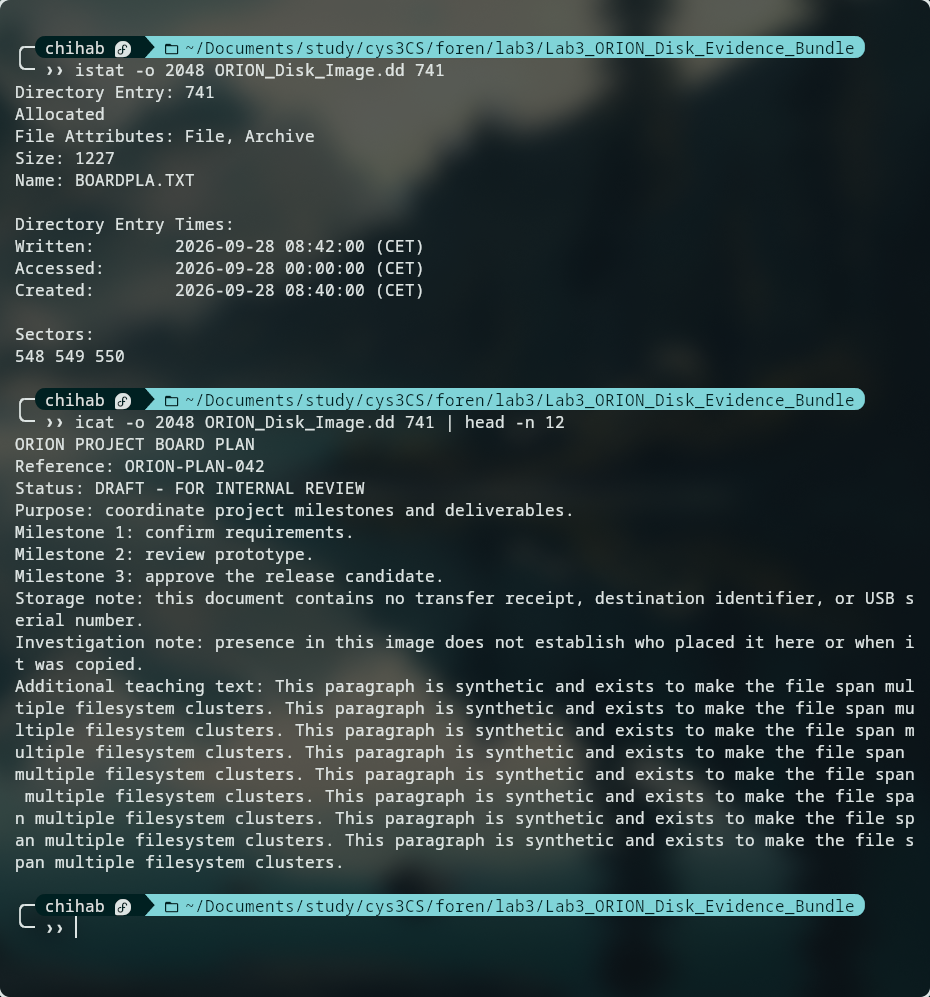 chihab ~/Documents/study/cys3CS/foren/lab3/Lab3_ORION_Disk_Evidence_Bundle
›› istat -o 2048 ORION_Disk_Image.dd 741
Directory Entry: 741
Allocated
File Attributes: File, Archive
Size: 1227
Name: BOARDPLA.TXT
Directory Entry Times:
Written:        2026-09-28 08:42:00 (CET)
Accessed:       2026-09-28 00:00:00 (CET)
Created:        2026-09-28 08:40:00 (CET)
Sectors:
548 549 550
chihab ~/Documents/study/cys3CS/foren/lab3/Lab3_ORION_Disk_Evidence_Bundle
›› icat -o 2048 ORION_Disk_Image.dd 741 | head -n 12
ORION PROJECT BOARD PLAN
Reference: ORION-PLAN-042
Status: DRAFT - FOR INTERNAL REVIEW
Purpose: coordinate project milestones and deliverables.
Milestone 1: confirm requirements.
Milestone 2: review prototype.
Milestone 3: approve the release candidate.
Storage note: this document contains no transfer receipt, destination identifier, or USB s
erial number.
Investigation note: presence in this image does not establish who placed it here or when i
t was copied.
Additional teaching text: This paragraph is synthetic and exists to make the file span mul
tiple filesystem clusters. This paragraph is synthetic and exists to make the file span mu
ltiple filesystem clusters. This paragraph is synthetic and exists to make the file span m
ultiple filesystem clusters. This paragraph is synthetic and exists to make the file span
multiple filesystem clusters. This paragraph is synthetic and exists to make the file span
 multiple filesystem clusters. This paragraph is synthetic and exists to make the file spa
n multiple filesystem clusters. This paragraph is synthetic and exists to make the file sp
an multiple filesystem clusters. This paragraph is synthetic and exists to make the file s
pan multiple filesystem clusters.
chihab ~/Documents/study/cys3CS/foren/lab3/Lab3_ORION_Disk_Evidence_Bundle
››